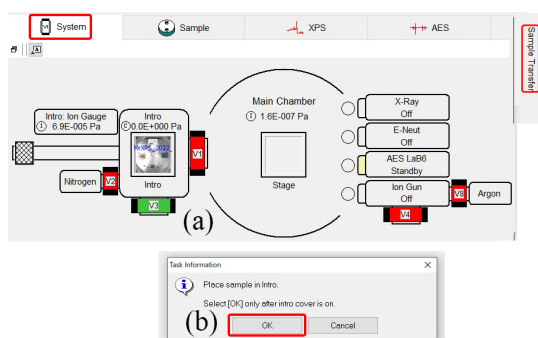 System
Sample
XPS
AES
Sample Transfer
Intro: Ion Gauge
6.9E-005 Pa
Intro
0.0E+000 Pa
MrXPS_2022_
Intro
V1
V2
V3
Nitrogen
Main Chamber
1.6E-007 Pa
Stage
X-Ray
Off
E-Neut
Off
AES LaB6
Standby
Ion Gun
Off
V4
V8
Argon
(a)
Task Information
Place sample in Intro.
Select [OK] only after intro cover is on.
OK
Cancel
(b)